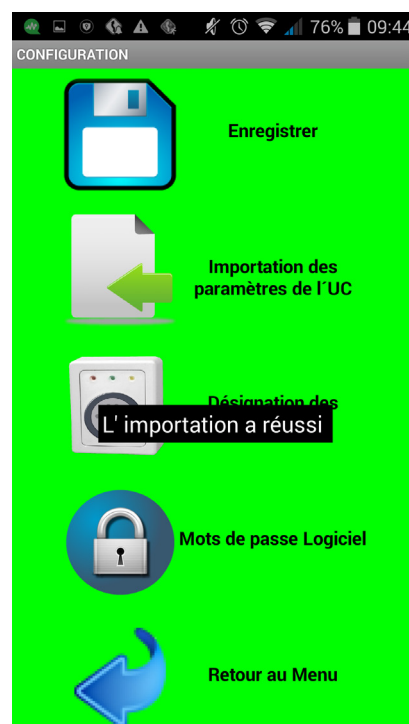 76% 09:44
CONFIGURATION
Enregistrer
Importation des
paramètres de l´UC
Désignation des
L' importation a réussi
Mots de passe Logiciel
Retour au Menu